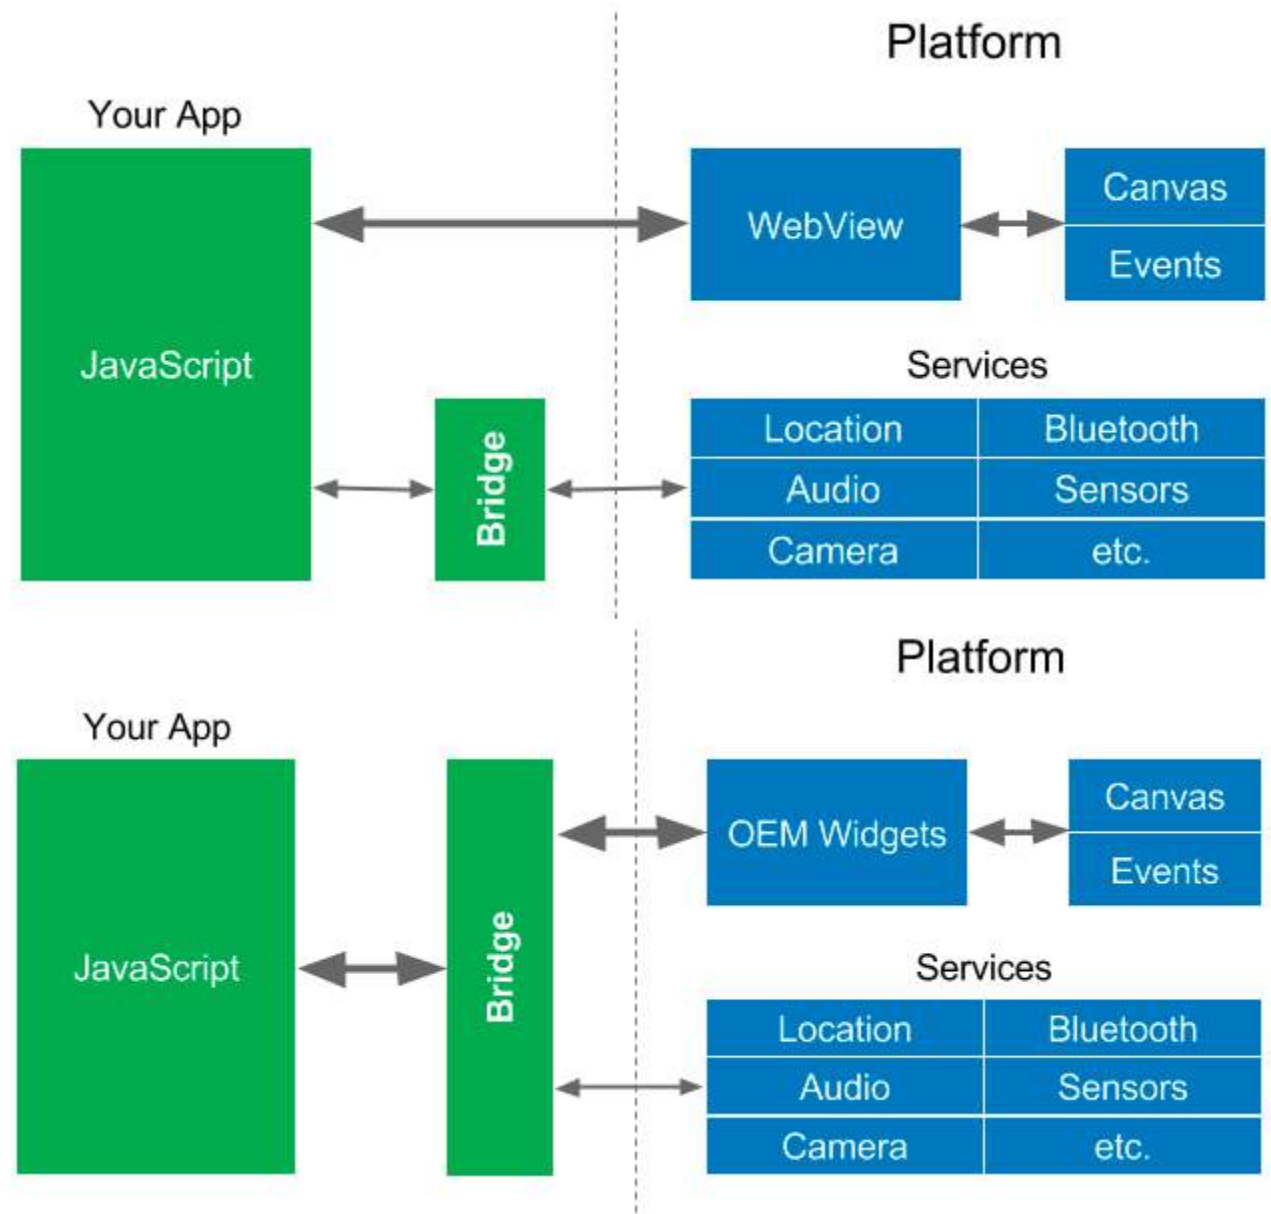 Platform
Your App
JavaScript
WebView
Canvas
Events
Bridge
Services
Location Bluetooth
Audio Sensors
Camera etc.
Platform
Your App
JavaScript
Bridge
OEM Widgets
Canvas
Events
Services
Location Bluetooth
Audio Sensors
Camera etc.